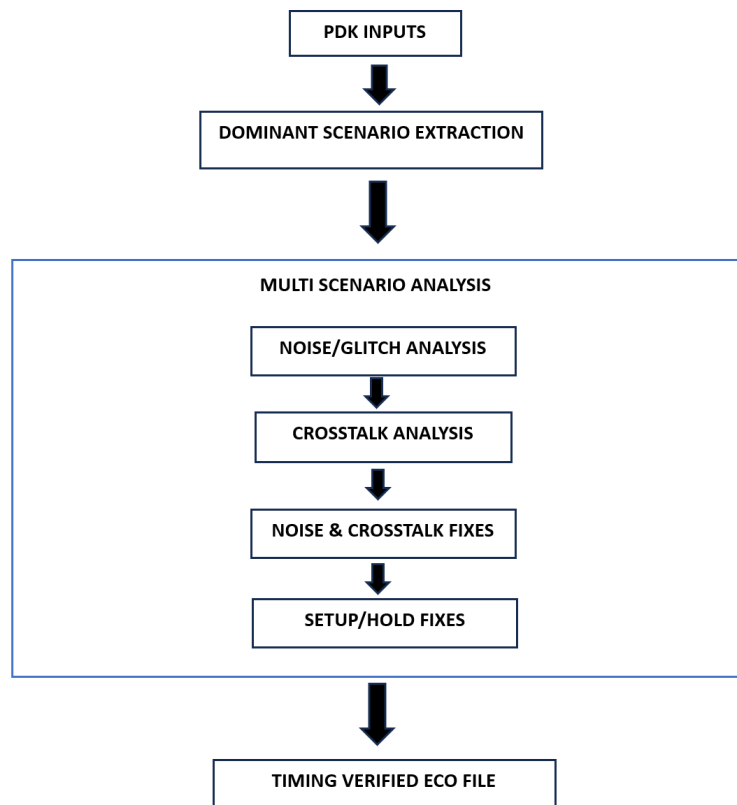 PDK INPUTS
DOMINANT SCENARIO EXTRACTION
MULTI SCENARIO ANALYSIS
NOISE/GLITCH ANALYSIS
CROSSTALK ANALYSIS
NOISE & CROSSTALK FIXES
SETUP/HOLD FIXES
TIMING VERIFIED ECO FILE